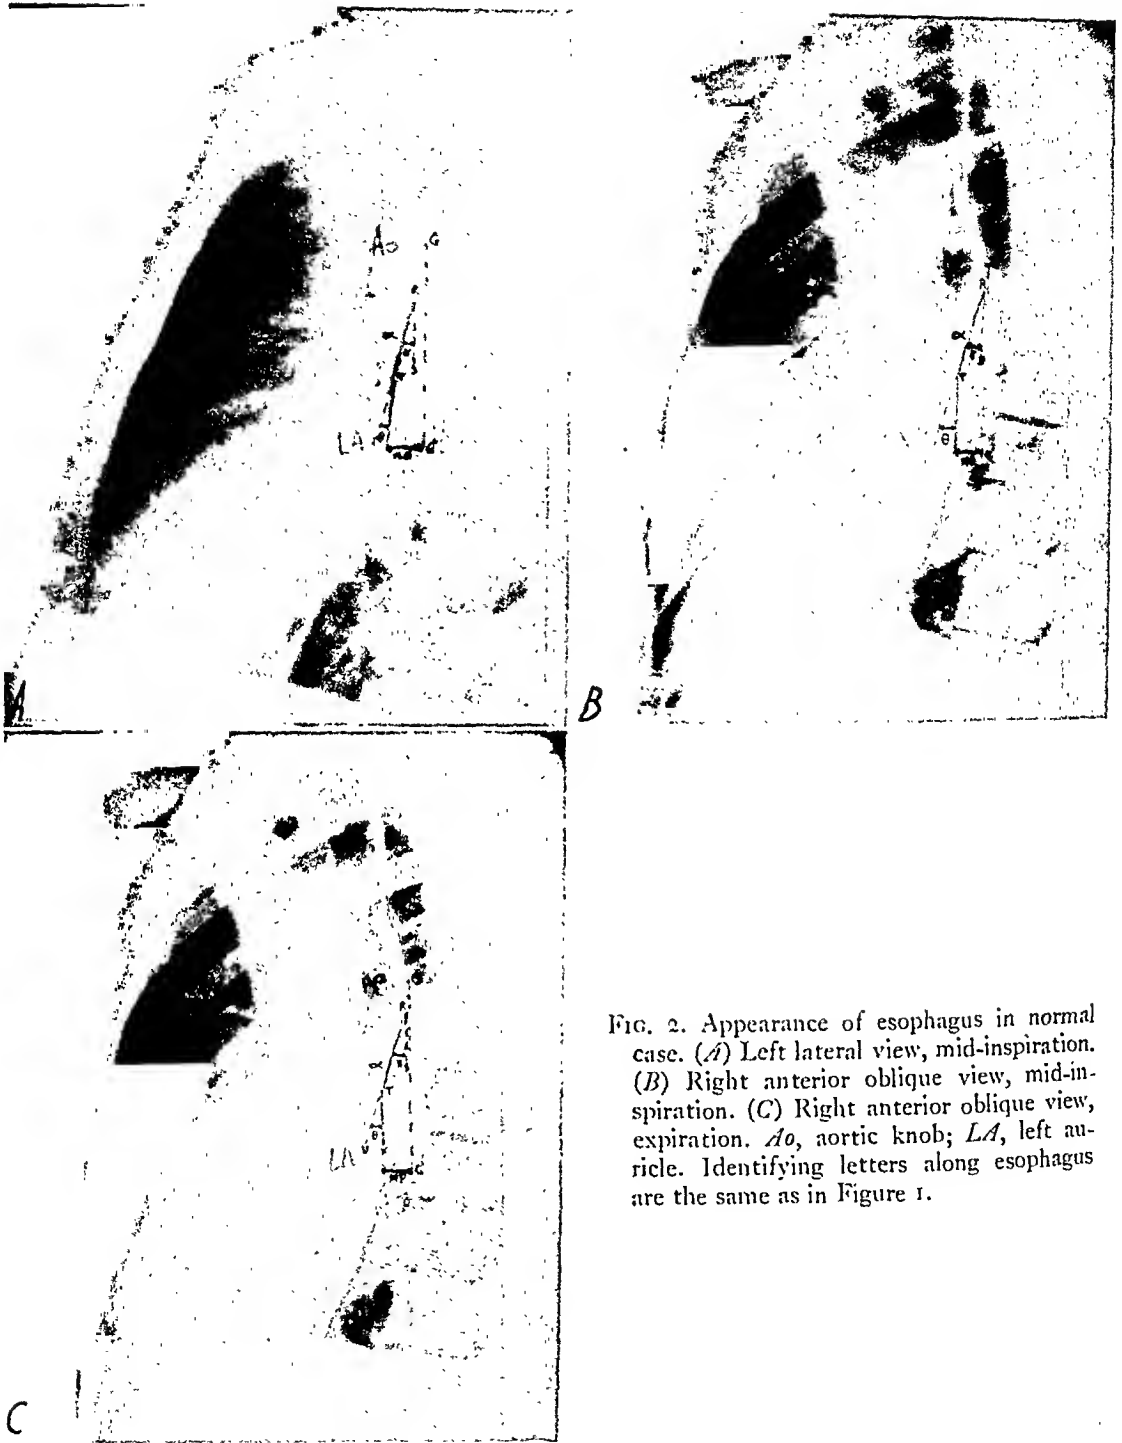 Ao
G
α
LA
A
α
θ
B
α
θ
LA
C
FIG. 2. Appearance of esophagus in normal
case. (A) Left lateral view, mid-inspiration.
(B) Right anterior oblique view, mid-in-
spiration. (C) Right anterior oblique view,
expiration. Ao, aortic knob; LA, left au-
ricle. Identifying letters along esophagus
are the same as in Figure 1.